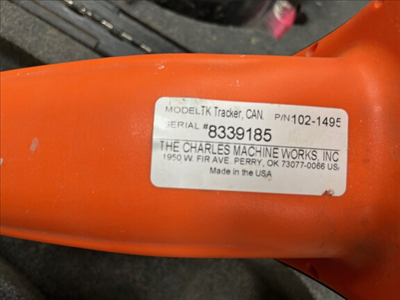 MODEL TK Tracker, CAN. P/N 102-1495
SERIAL # 8339185
THE CHARLES MACHINE WORKS, INC
1950 W. FIR AVE. PERRY, OK 73077-0066 US
Made in the USA